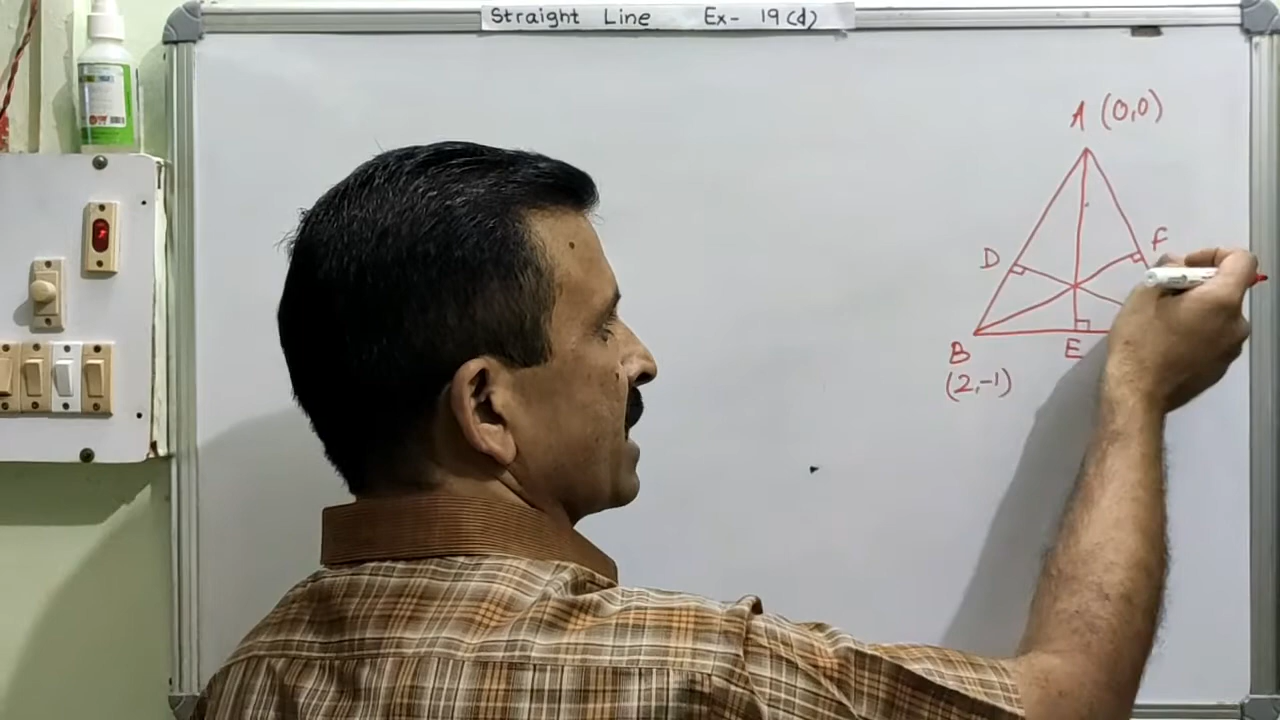 Straight Line Ex- 19(d)
A (0,0)
D F
B E
(2,-1)